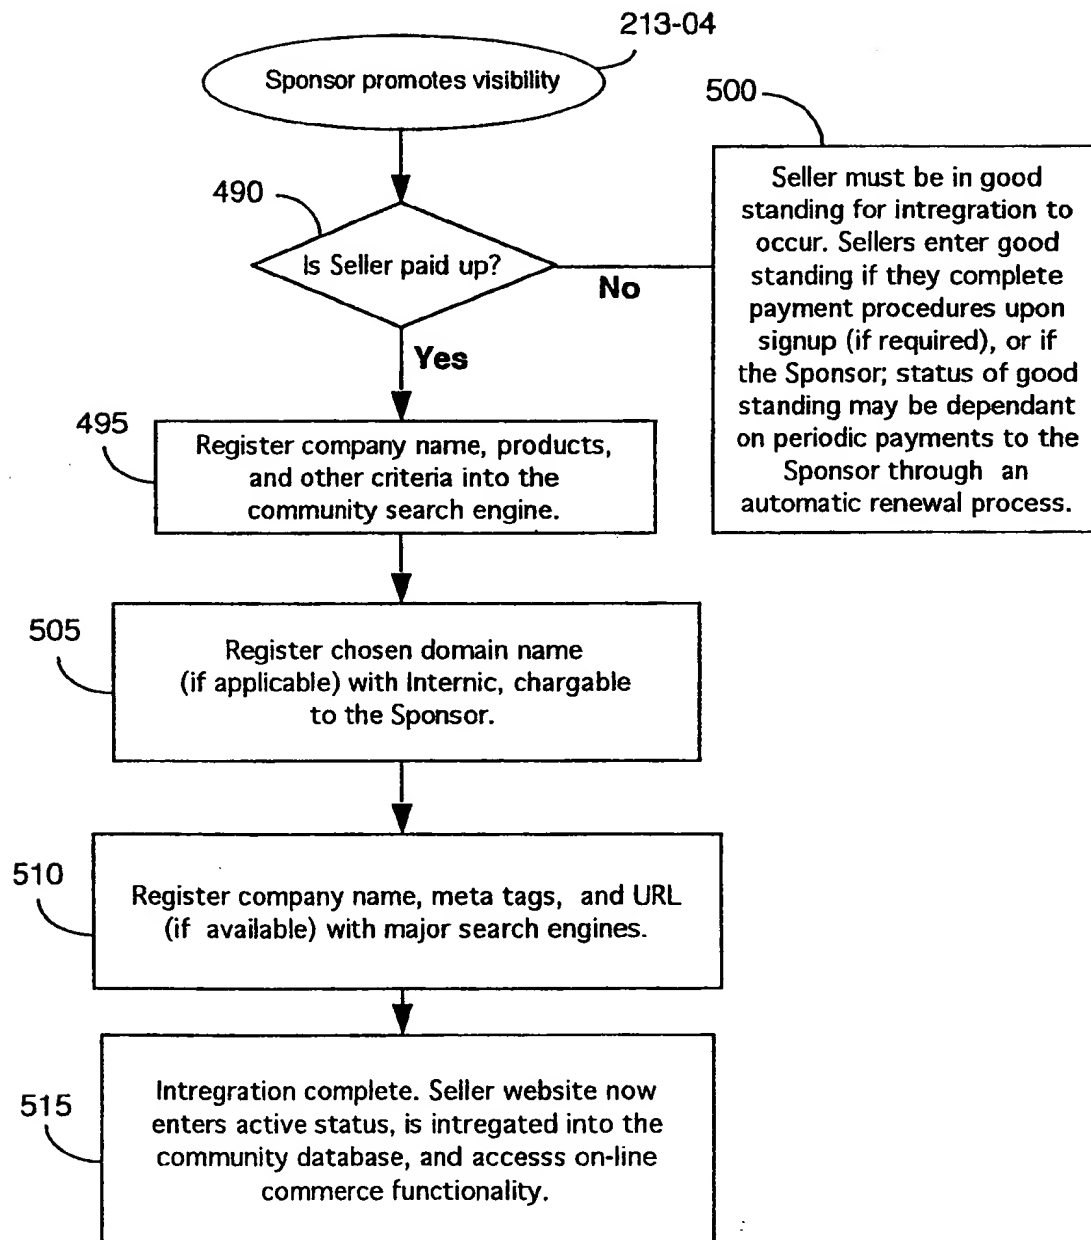 213-04
Sponsor promotes visibility
500
490
Is Seller paid up?
No
Yes
Seller must be in good
standing for intregration to
occur. Sellers enter good
standing if they complete
payment procedures upon
signup (if required), or if
the Sponsor; status of good
standing may be dependant
on periodic payments to the
Sponsor through an
automatic renewal process.
495
Register company name, products,
and other criteria into the
community search engine.
505
Register chosen domain name
(if applicable) with Internic, chargable
to the Sponsor.
510
Register company name, meta tags, and URL
(if available) with major search engines.
515
Intregration complete. Seller website now
enters active status, is intregated into the
community database, and accesss on-line
commerce functionality.